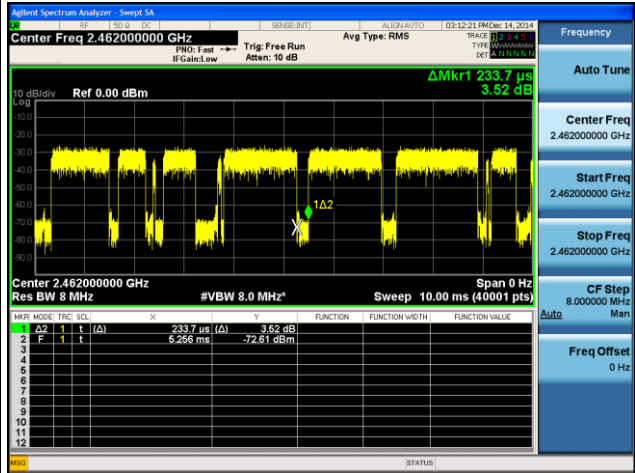 Agilent Spectrum Analyzer - Swept SA
LXI RF 50 Ω DC SENSE:INT ALIGN AUTO 03:12:21 PM Dec 14, 2014
Center Freq 2.462000000 GHz
PNO: Fast
IFGain:Low
Trig: Free Run
Atten: 10 dB
Avg Type: RMS
TRACE 1 2 3 4 5 6
TYPE WWWWWW
DET A N N N N N
Frequency
ΔMkr1 233.7 µs
3.52 dB
10 dB/div
Log
Ref 0.00 dBm
Auto Tune
-10.0
-20.0
-30.0
-40.0
-50.0
-60.0
-70.0
-80.0
-90.0
1Δ2
X
Center Freq
2.462000000 GHz
Start Freq
2.462000000 GHz
Stop Freq
2.462000000 GHz
Center 2.462000000 GHz
Res BW 8 MHz
#VBW 8.0 MHz*
Span 0 Hz
Sweep 10.00 ms (40001 pts)
CF Step
8.000000 MHz
Auto Man
MKR MODE TRC SCL X Y FUNCTION FUNCTION WIDTH FUNCTION VALUE
1 Δ2 1 t (Δ) 233.7 µs (Δ) 3.52 dB
2 F 1 t 5.256 ms -72.61 dBm
3
4
5
6
7
8
9
10
11
12
Freq Offset
0 Hz
MSG STATUS